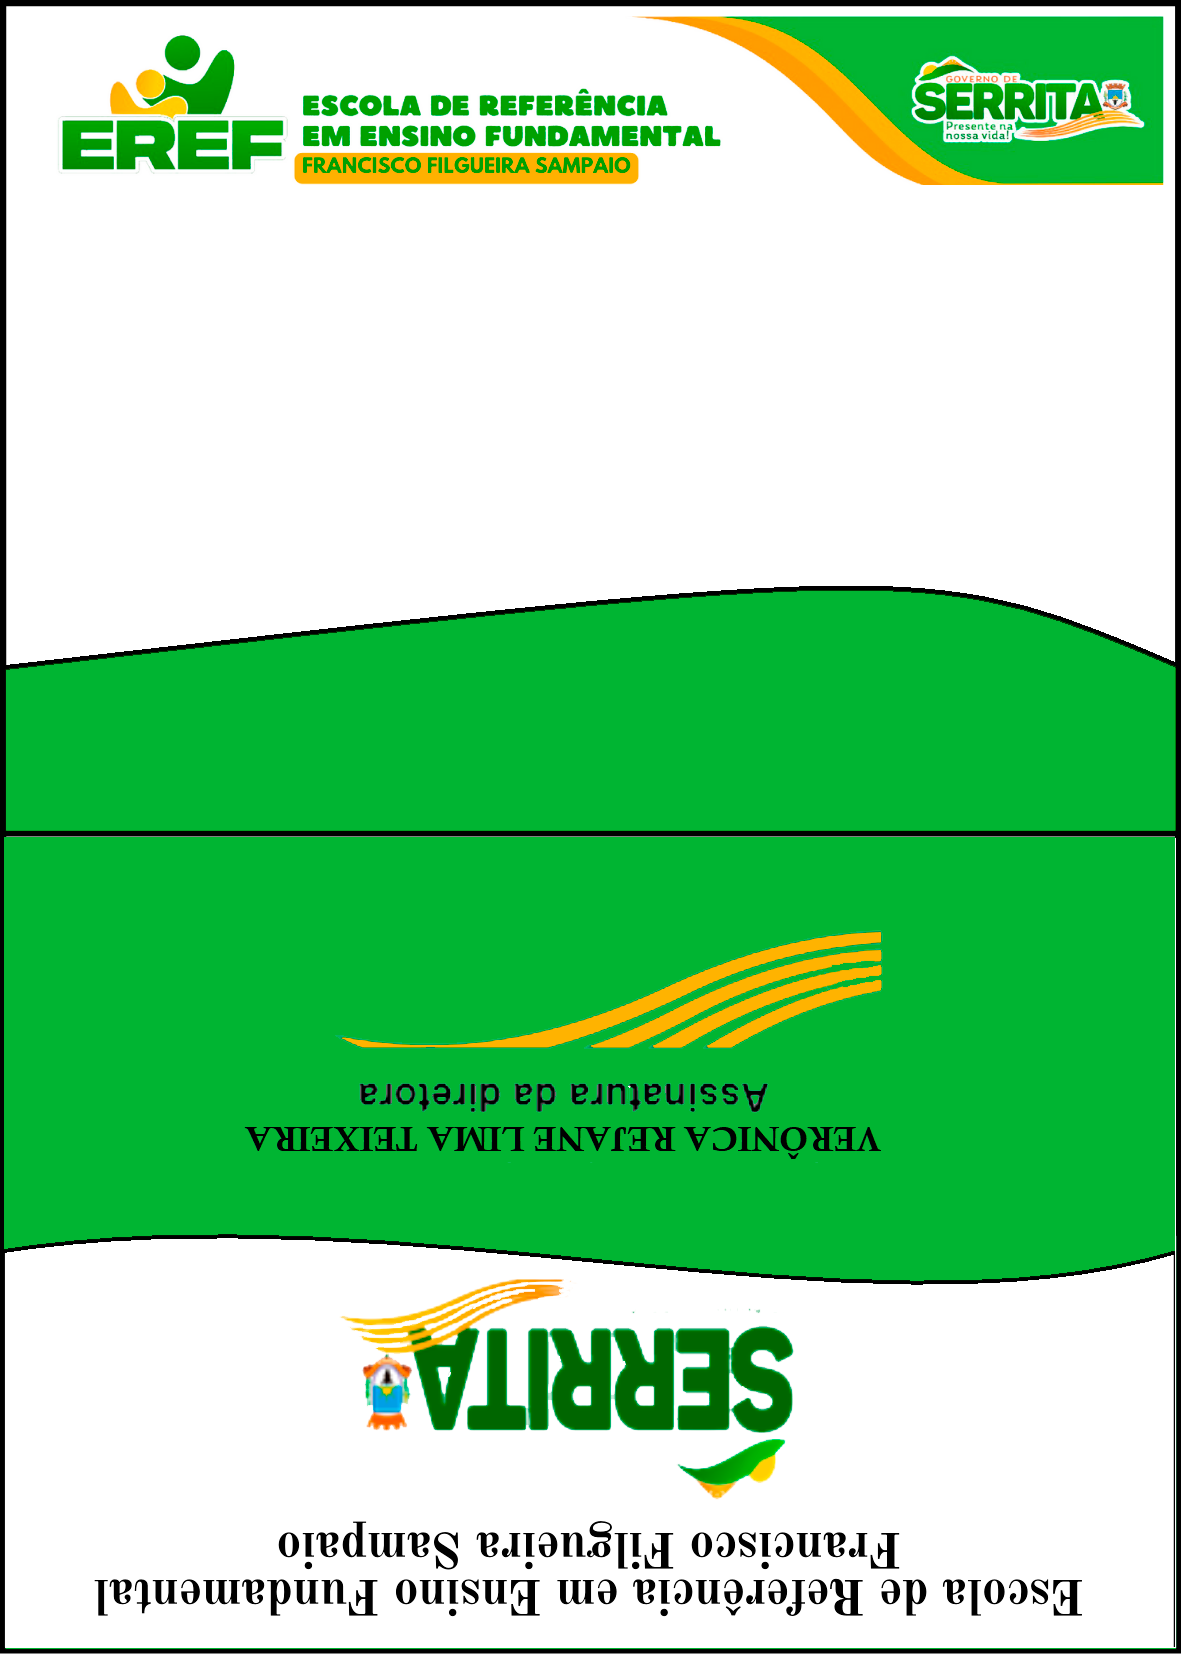 EREF
ESCOLA DE REFERÊNCIA
EM ENSINO FUNDAMENTAL
FRANCISCO FILGUEIRA SAMPAIO
GOVERNO DE
SERRITA
Presente na
nossa vida!
Escola de Referência em Ensino Fundamental
Francisco Filgueira Sampaio
SERRITA
VERÔNICA REJANE LIMA TEIXEIRA
Assinatura da diretora